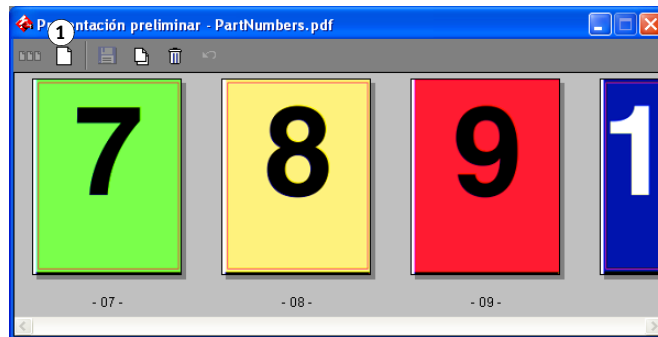 Presentación preliminar - PartNumbers.pdf
1
7 8 9 1
- 07 - - 08 - - 09 -